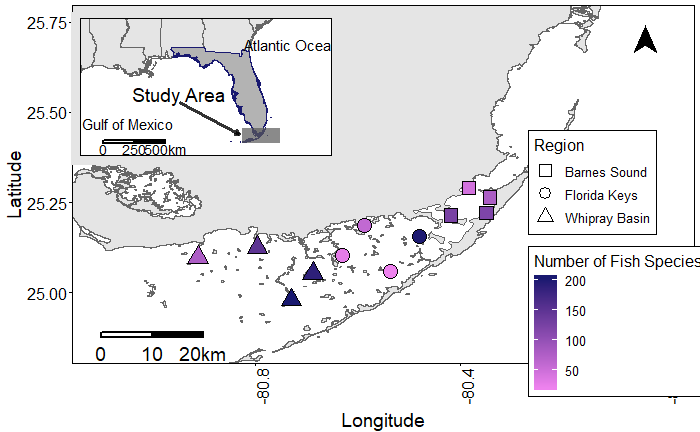 25.75
25.50
25.25
25.00
Latitude
Atlantic Ocea
Study Area
Gulf of Mexico
0 250500km
Region
Barnes Sound
Florida Keys
Whipray Basin
Number of Fish Species
200
150
100
50
0 10 20km
-80.8
-80.4
Longitude